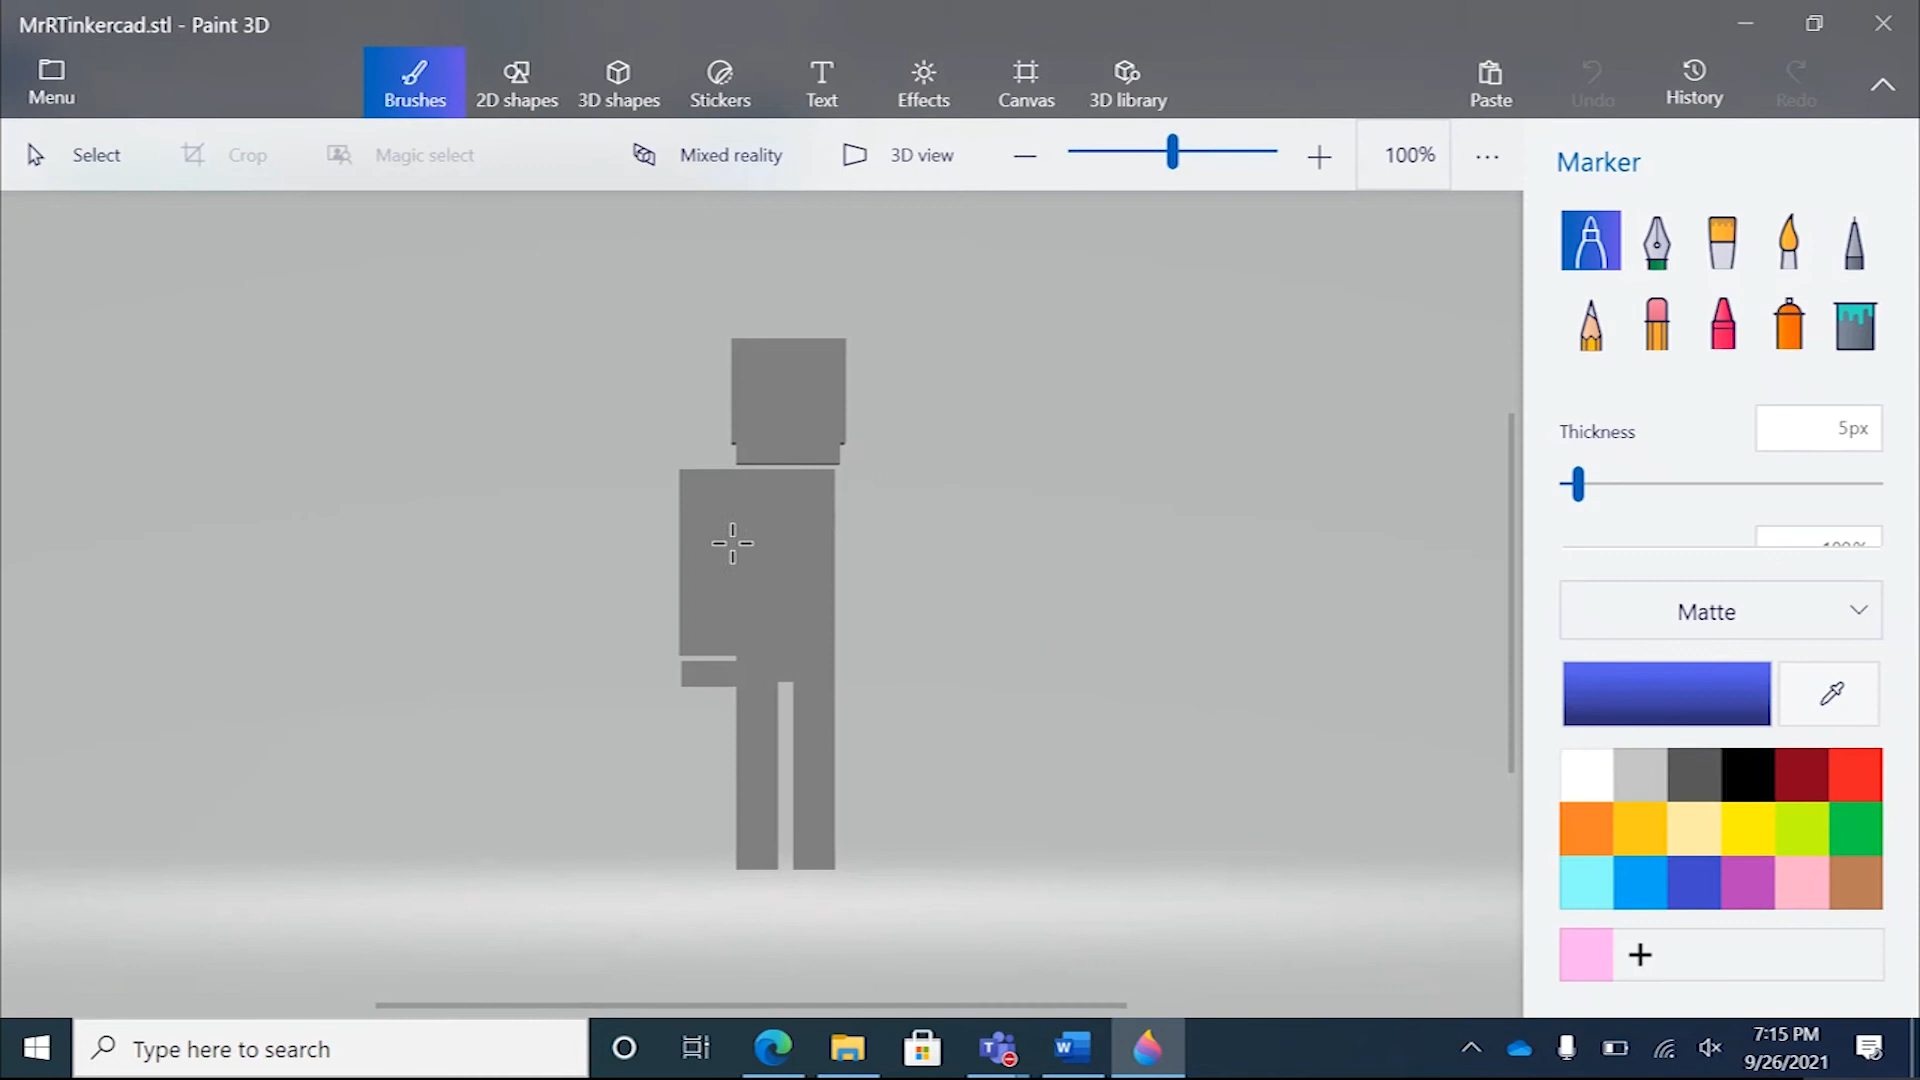 MrRTinkercad.stl - Paint 3D
Menu
Brushes
2D shapes
3D shapes
Stickers
Text
Effects
Canvas
3D library
Paste
Undo
History
Redo
Select
Crop
Magic select
Mixed reality
3D view
100%
Marker
Thickness
5px
Matte
Type here to search
7:15 PM
9/26/2021